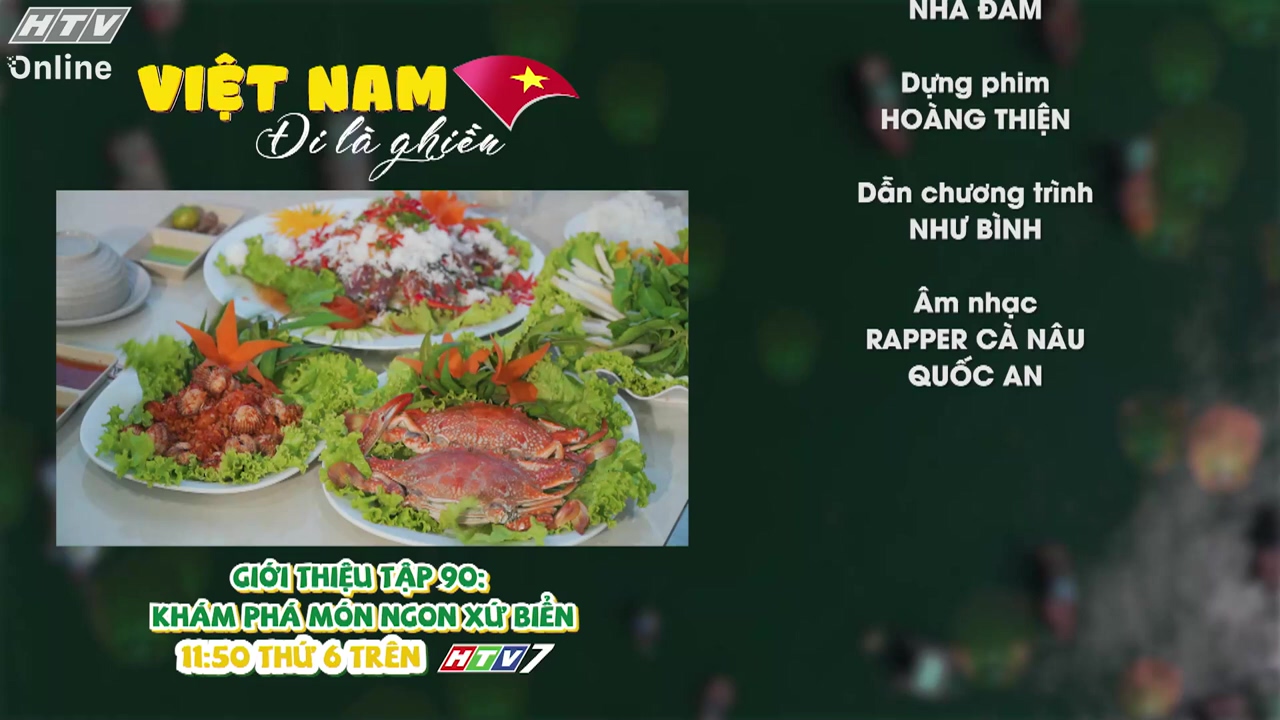 HTV
Online
VIỆT NAM
Đi là ghiền
GIỚI THIỆU TẬP 90:
KHÁM PHÁ MÓN NGON XỨ BIỂN
11:50 THỨ 6 TRÊN HTV7
NHÃ ĐAM
Dựng phim
HOÀNG THIỆN
Dẫn chương trình
NHƯ BÌNH
Âm nhạc
RAPPER CÀ NÂU
QUỐC AN